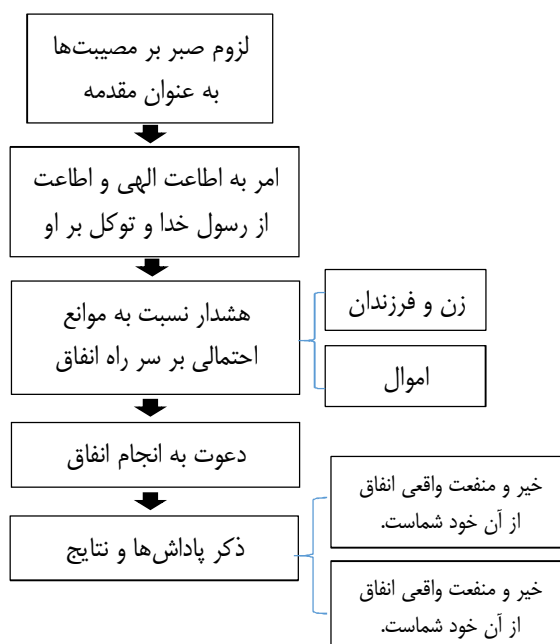 لزوم صبر بر مصیبت‌ها
به عنوان مقدمه
امر به اطاعت الهی و اطاعت
از رسول خدا و توکل بر او
هشدار نسبت به موانع
احتمالی بر سر راه انفاق
زن و فرزندان
اموال
دعوت به انجام انفاق
ذکر پاداش‌ها و نتایج
خیر و منفعت واقعی انفاق
از آن خود شماست.
خیر و منفعت واقعی انفاق
از آن خود شماست.